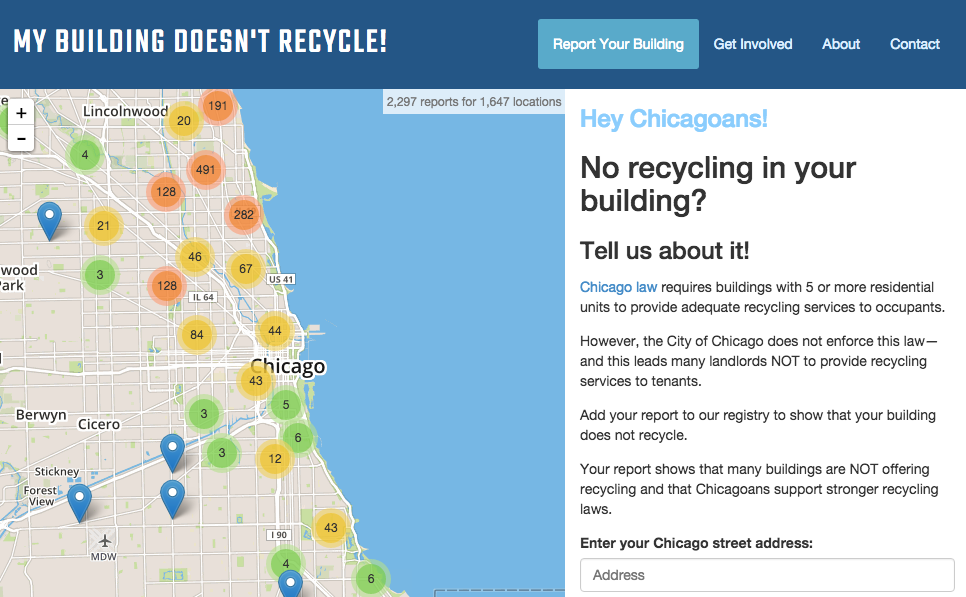 MY BUILDING DOESN'T RECYCLE!
Report Your Building
Get Involved
About
Contact
+
-
2,297 reports for 1,647 locations
Lincolnwood
191
20
4
491
128
282
21
46
67
wood
Park
3
128
US 41
IL 64
84
44
Chicago
43
5
Berwyn
Cicero
3
6
3
12
Stickney
Forest
View
MDW
I 90
43
4
6
Hey Chicagoans!
No recycling in your
building?
Tell us about it!
Chicago law requires buildings with 5 or more residential
units to provide adequate recycling services to occupants.
However, the City of Chicago does not enforce this law—
and this leads many landlords NOT to provide recycling
services to tenants.
Add your report to our registry to show that your building
does not recycle.
Your report shows that many buildings are NOT offering
recycling and that Chicagoans support stronger recycling
laws.
Enter your Chicago street address:
Address